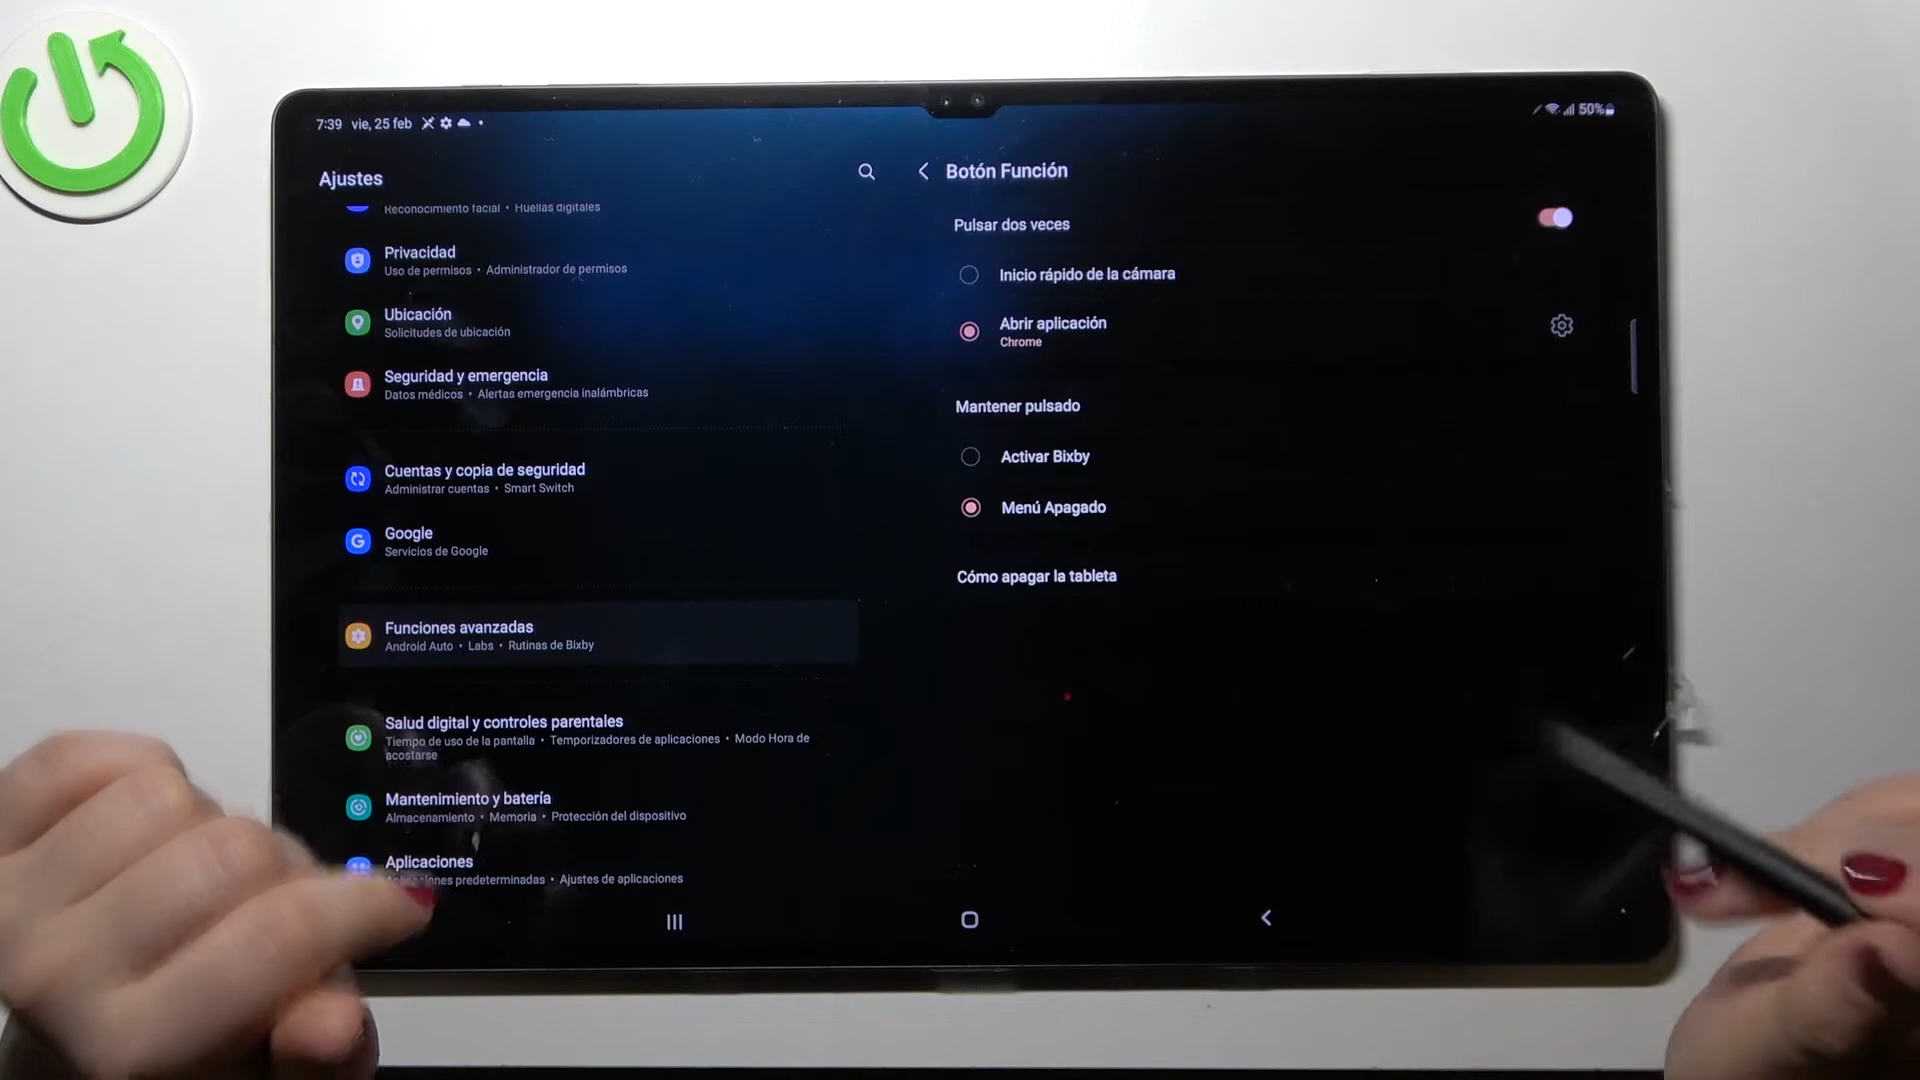 7:39 vie, 25 feb
50%
Ajustes
Reconocimiento facial • Huellas digitales
Privacidad
Uso de permisos • Administrador de permisos
Ubicación
Solicitudes de ubicación
Seguridad y emergencia
Datos médicos • Alertas emergencia inalámbricas
Cuentas y copia de seguridad
Administrar cuentas • Smart Switch
Google
Servicios de Google
Funciones avanzadas
Android Auto • Labs • Rutinas de Bixby
Salud digital y controles parentales
Tiempo de uso de la pantalla • Temporizadores de aplicaciones • Modo Hora de
acostarse
Mantenimiento y batería
Almacenamiento • Memoria • Protección del dispositivo
Aplicaciones
predeterminadas • Ajustes de aplicaciones
Botón Función
Pulsar dos veces
Inicio rápido de la cámara
Abrir aplicación
Chrome
Mantener pulsado
Activar Bixby
Menú Apagado
Cómo apagar la tableta